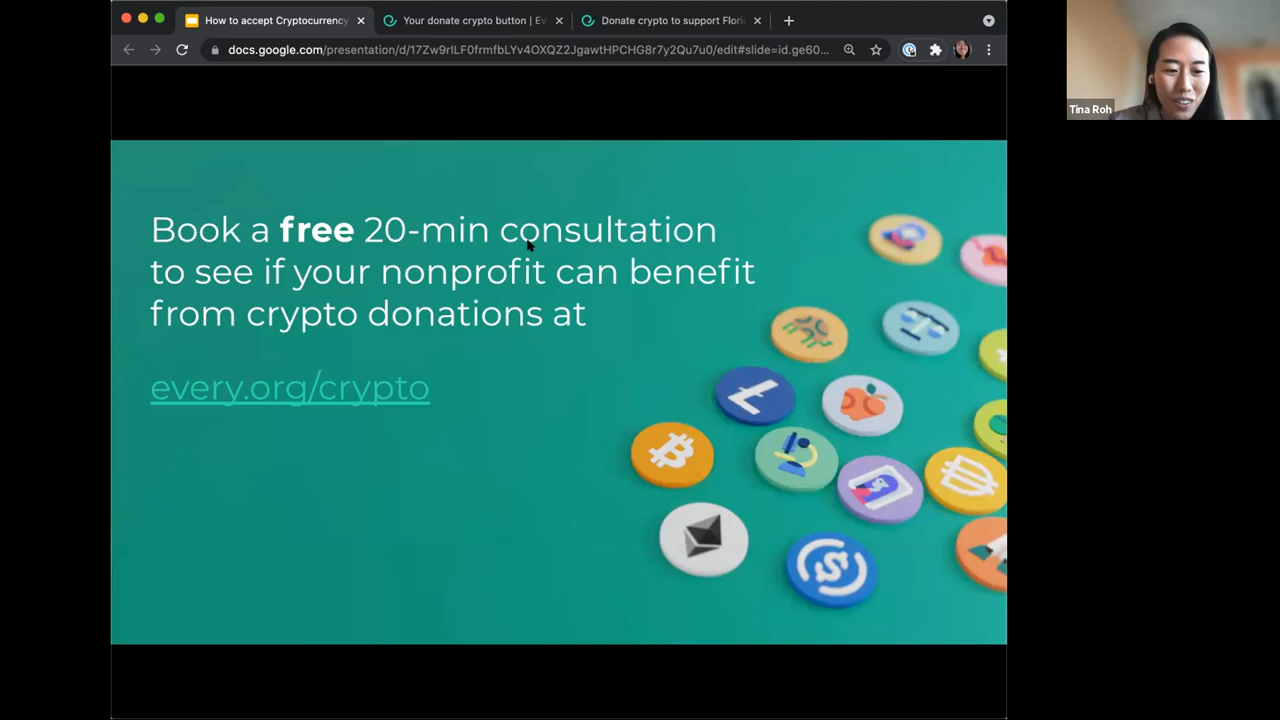 How to accept Cryptocurrency
Your donate crypto button | Ev
Donate crypto to support Flori
docs.google.com/presentation/d/17Zw9rILF0frmfbLYv4OXQZ2JgawtHPCHG8r7y2Qu7u0/edit#slide=id.ge60...
Tina Roh
Book a free 20-min consultation
to see if your nonprofit can benefit
from crypto donations at
every.org/crypto